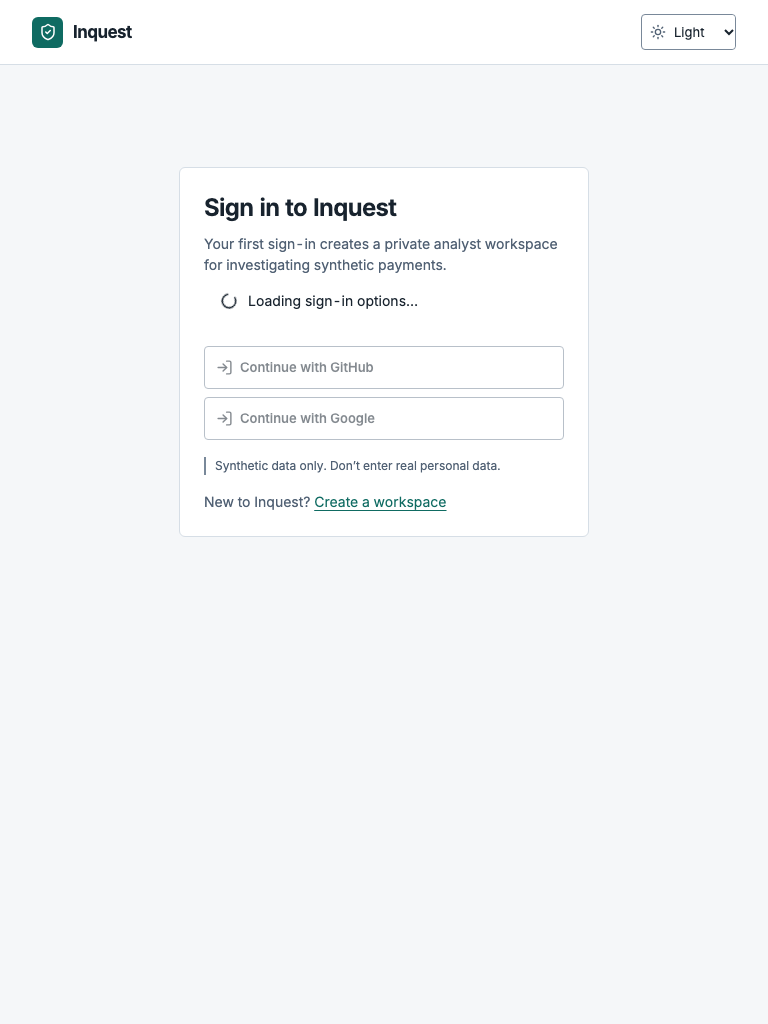 Inquest
Light
Sign in to Inquest
Your first sign-in creates a private analyst workspace
for investigating synthetic payments.
Loading sign-in options...
Continue with GitHub
Continue with Google
Synthetic data only. Don’t enter real personal data.
New to Inquest? Create a workspace